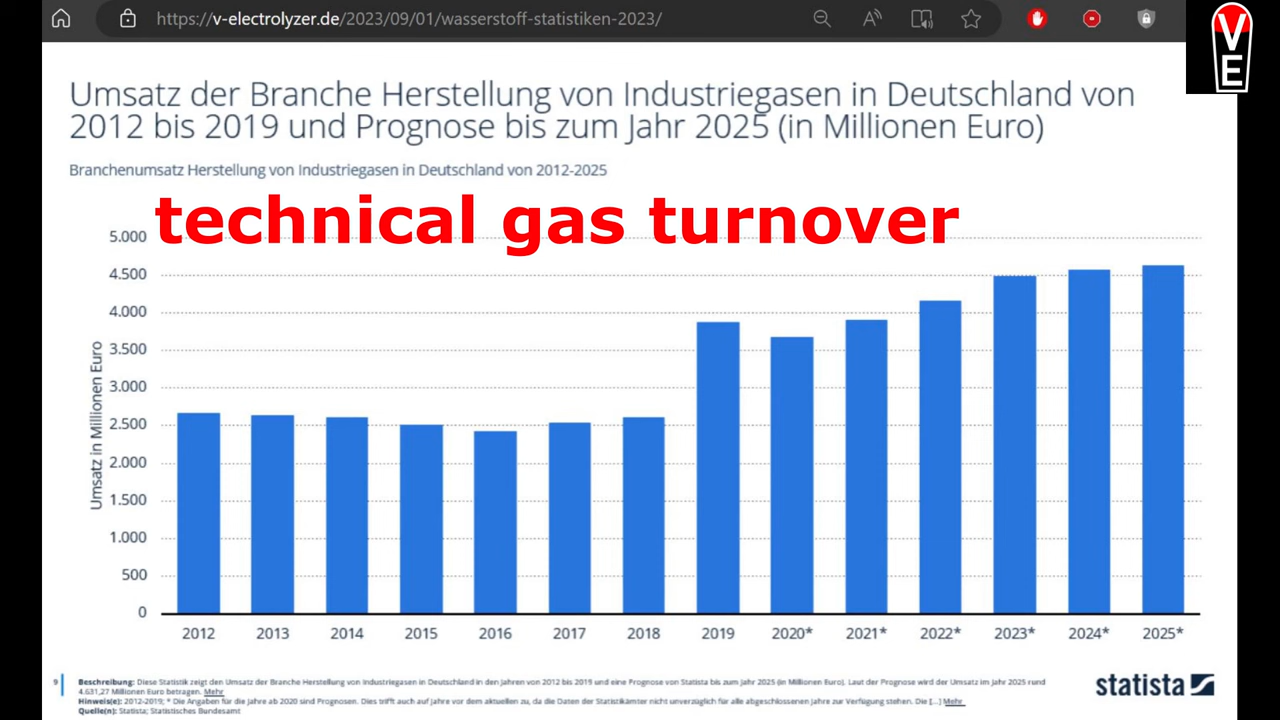 https://v-electrolyzer.de/2023/09/01/wasserstoff-statistiken-2023/
V
E
Umsatz der Branche Herstellung von Industriegasen in Deutschland von
2012 bis 2019 und Prognose bis zum Jahr 2025 (in Millionen Euro)
Branchenumsatz Herstellung von Industriegasen in Deutschland von 2012-2025
technical gas turnover
Umsatz in Millionen Euro
5.000
4.500
4.000
3.500
3.000
2.500
2.000
1.500
1.000
500
0
2012 2013 2014 2015 2016 2017 2018 2019 2020* 2021* 2022* 2023* 2024* 2025*
9
Beschreibung: Diese Statistik zeigt den Umsatz der Branche Herstellung von Industriegasen in Deutschland in den Jahren von 2012 bis 2019 und eine Prognose von Statista bis zum Jahr 2025 (in Millionen Euro). Laut der Prognose wird der Umsatz im Jahr 2025 rund
4.631,27 Millionen Euro betragen. Mehr
Hinweis(e): 2012-2019; * Die Angaben für die Jahre ab 2020 sind Prognosen. Dies trifft auch auf Jahre vor dem aktuellen zu, da die Daten der Statistikämter nicht unverzüglich für alle abgeschlossenen Jahre zur Verfügung stehen. Die [...] Mehr
Quelle(n): Statista; Statistisches Bundesamt
statista